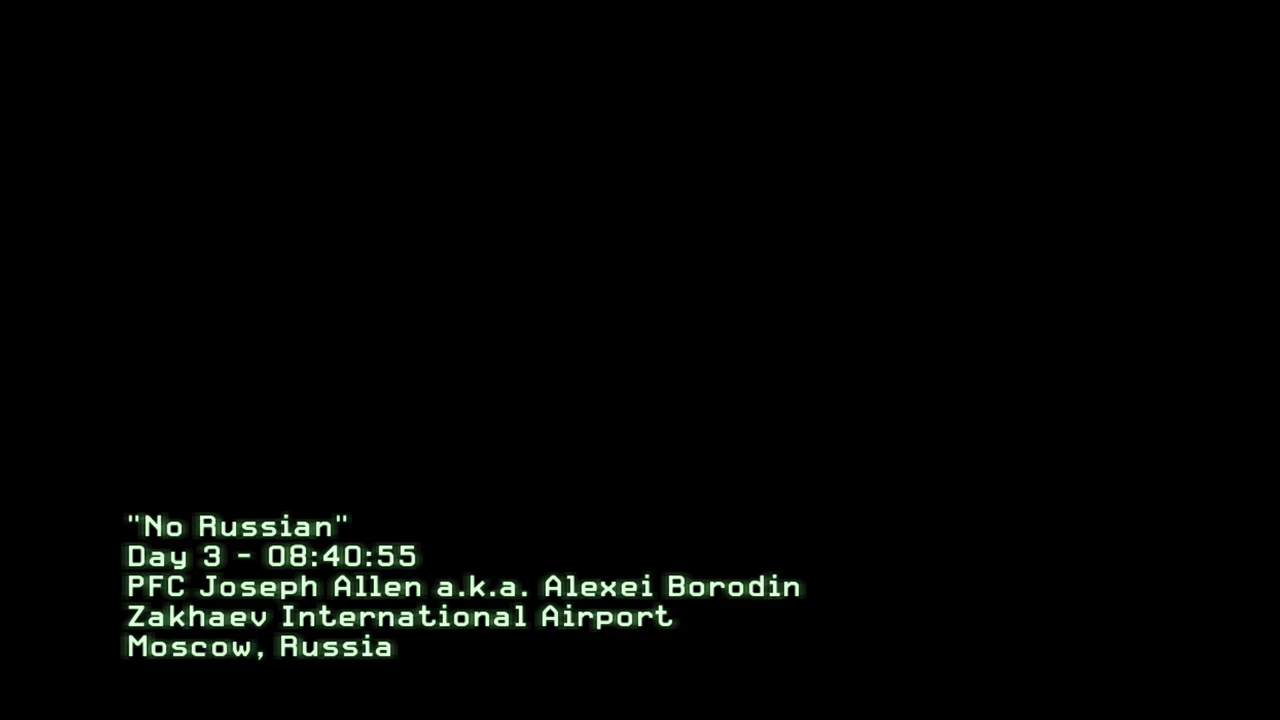 "No Russian"
Day 3 - 08:40:55
PFC Joseph Allen a.k.a. Alexei Borodin
Zakhaev International Airport
Moscow, Russia